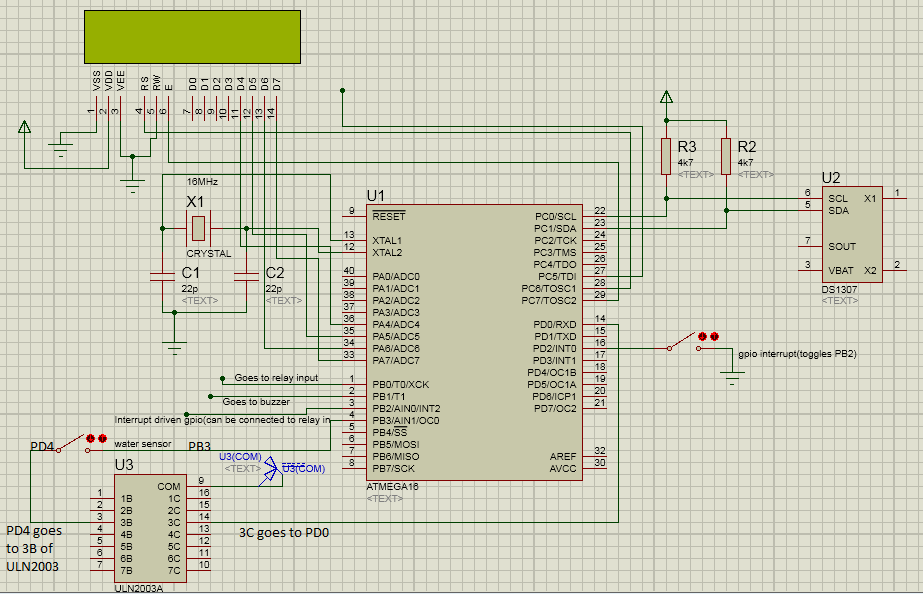 VSS
VDD
VEE
RS
RW
E
D0
D1
D2
D3
D4
D5
D6
D7
1
2
3
4
5
6
7
8
9
10
11
12
13
14
R3
4k7
<TEXT>
R2
4k7
<TEXT>
16MHz
X1
CRYSTAL
C1
22p
<TEXT>
C2
22p
<TEXT>
U1
9 RESET PC0/SCL 22
PC1/SDA 23
13 XTAL1 PC2/TCK 24
12 XTAL2 PC3/TMS 25
PC4/TDO 26
40 PA0/ADC0 PC5/TDI 27
39 PA1/ADC1 PC6/TOSC1 28
38 PA2/ADC2 PC7/TOSC2 29
37 PA3/ADC3
36 PA4/ADC4 PD0/RXD 14
35 PA5/ADC5 PD1/TXD 15
34 PA6/ADC6 PD2/INT0 16
33 PA7/ADC7 PD3/INT1 17
PD4/OC1B 18
1 PB0/T0/XCK PD5/OC1A 19
2 PB1/T1 PD6/ICP1 20
3 PB2/AIN0/INT2 PD7/OC2 21
4 PB3/AIN1/OC0
5 PB4/SS
6 PB5/MOSI
7 PB6/MISO AREF 32
8 PB7/SCK AVCC 30
ATMEGA16
<TEXT>
U2
6 SCL X1 1
5 SDA
7 SOUT
3 VBAT X2 2
DS1307
<TEXT>
gpio interrupt(toggles PB2)
Goes to relay input
Goes to buzzer
Interrupt driven gpio(can be connected to relay in
PD4
water sensor
PB3
U3(COM)
<TEXT>
U3(COM)
U3
COM 9
1 1B 1C 16
2 2B 2C 15
3 3B 3C 14
4 4B 4C 13
5 5B 5C 12
6 6B 6C 11
7 7B 7C 10
ULN2003A
PD4 goes
to 3B of
ULN2003
3C goes to PD0